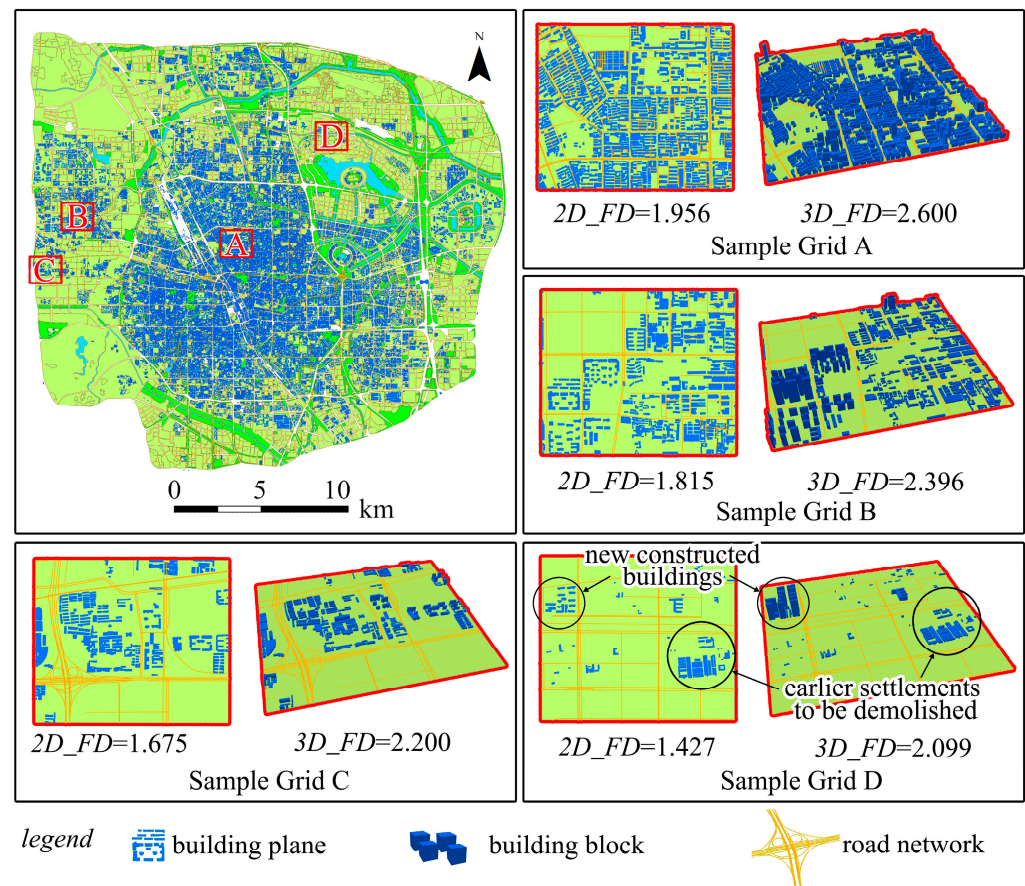 N
D
B
A
C
0 5 10
km
2D_FD=1.956 3D_FD=2.600
Sample Grid A
2D_FD=1.815 3D_FD=2.396
Sample Grid B
2D_FD=1.675 3D_FD=2.200
Sample Grid C
new constructed
buildings
earlier settlements
to be demolished
2D_FD=1.427 3D_FD=2.099
Sample Grid D
legend building plane building block road network